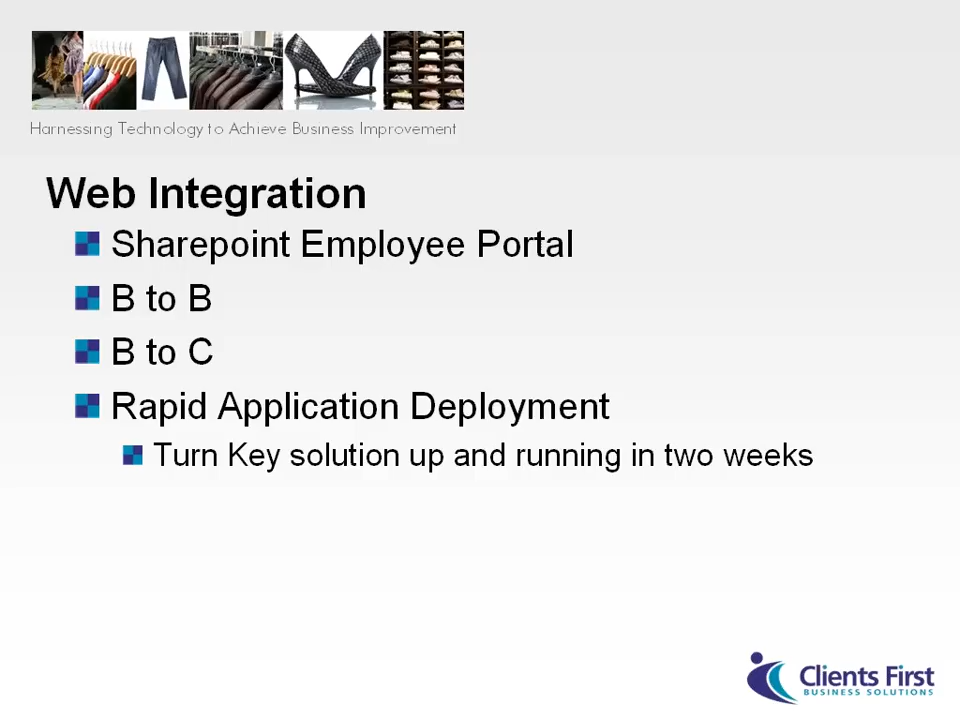 Harnessing Technology to Achieve Business Improvement
Web Integration
Sharepoint Employee Portal
B to B
B to C
Rapid Application Deployment
Turn Key solution up and running in two weeks
Clients First
BUSINESS SOLUTIONS